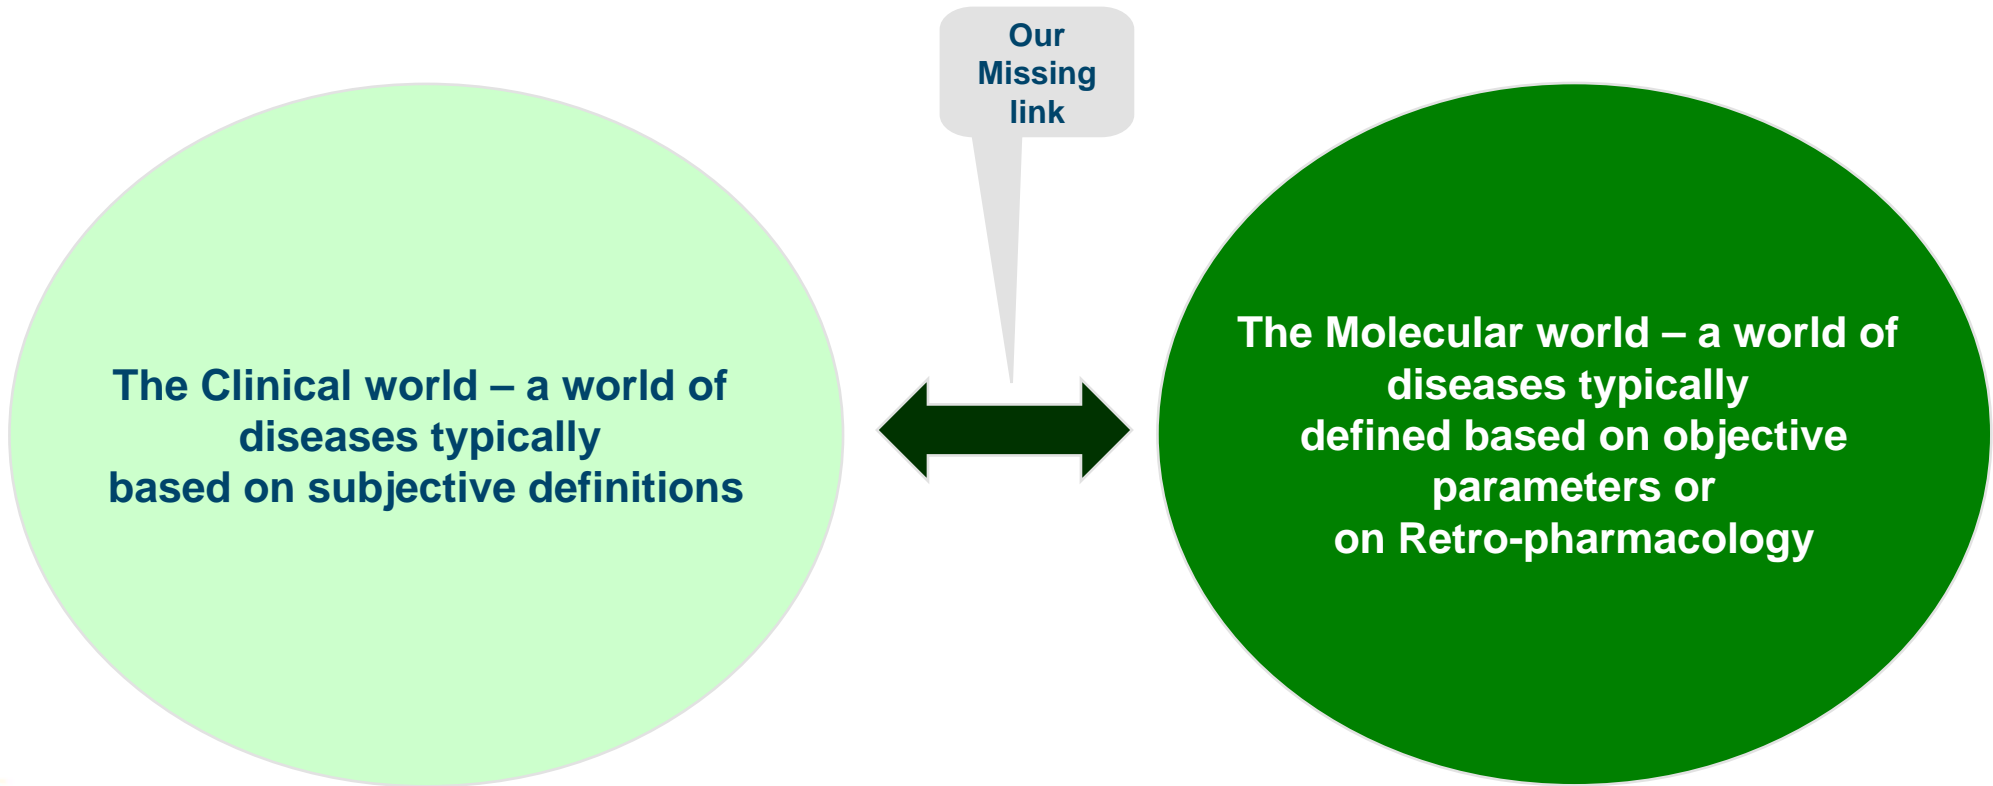 Our
Missing
link
The Clinical world – a world of
diseases typically
based on subjective definitions
The Molecular world – a world of
diseases typically
defined based on objective
parameters or
on Retro-pharmacology